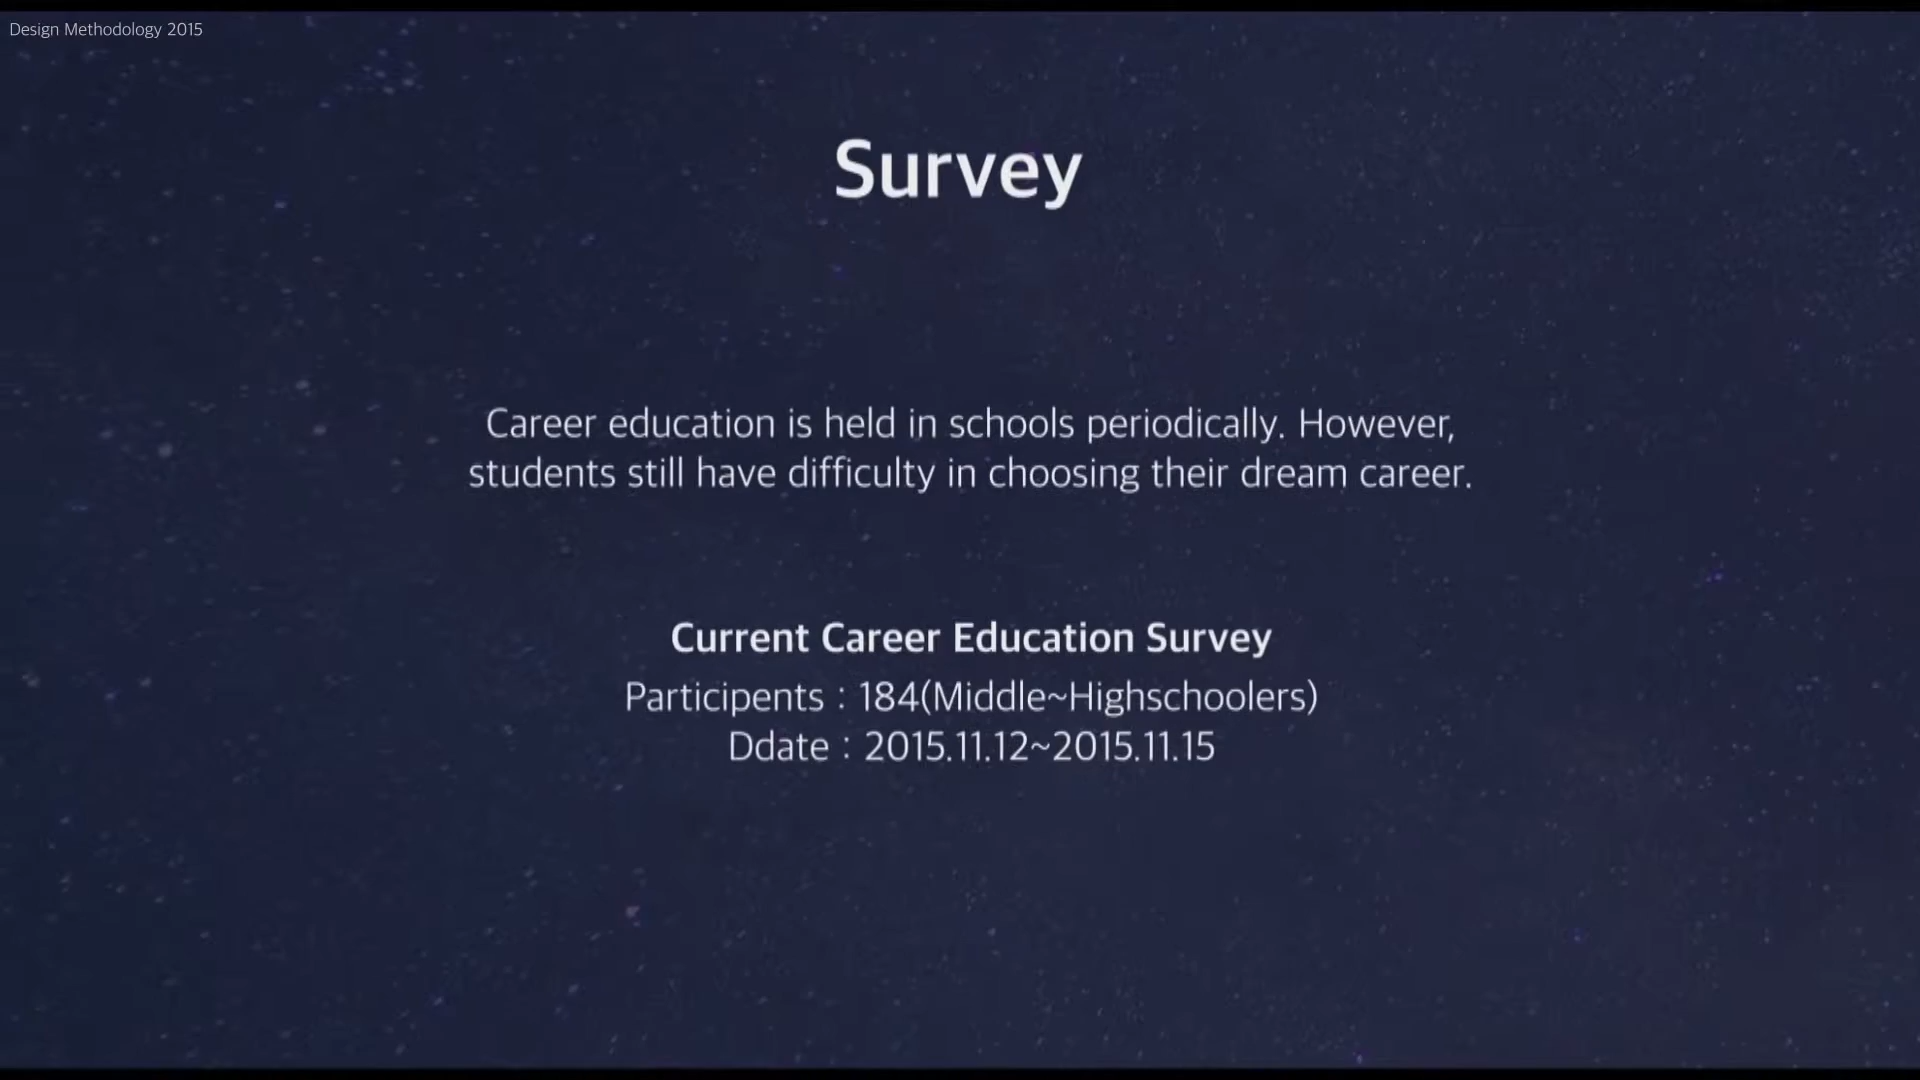 Design Methodology 2015
Survey
Career education is held in schools periodically. However,
students still have difficulty in choosing their dream career.
Current Career Education Survey
Participents : 184(Middle~Highschoolers)
Ddate : 2015.11.12~2015.11.15